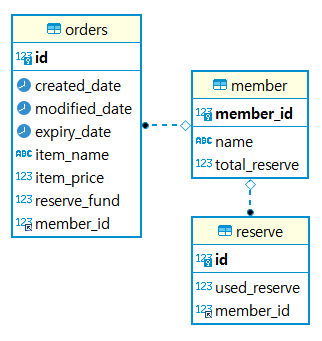 orders
123 id
created_date
modified_date
expiry_date
ABC item_name
123 item_price
123 reserve_fund
123 member_id
member
123 member_id
ABC name
123 total_reserve
reserve
123 id
123 used_reserve
123 member_id